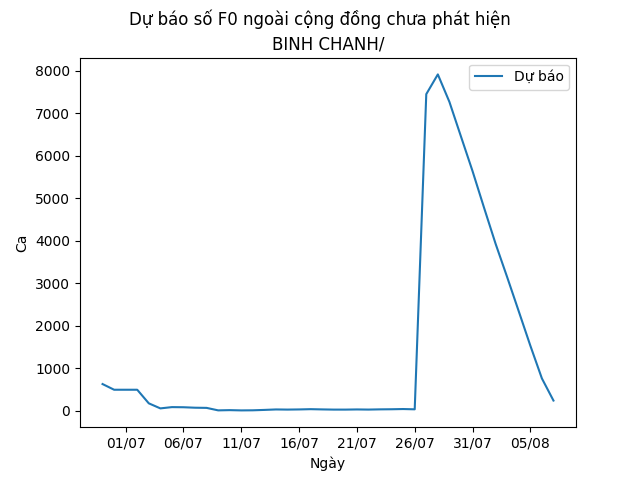 Dự báo số F0 ngoài cộng đồng chưa phát hiện
BINH CHANH/
Dự báo
8000
7000
6000
5000
4000
3000
2000
1000
0
Ca
01/07 06/07 11/07 16/07 21/07 26/07 31/07 05/08
Ngày